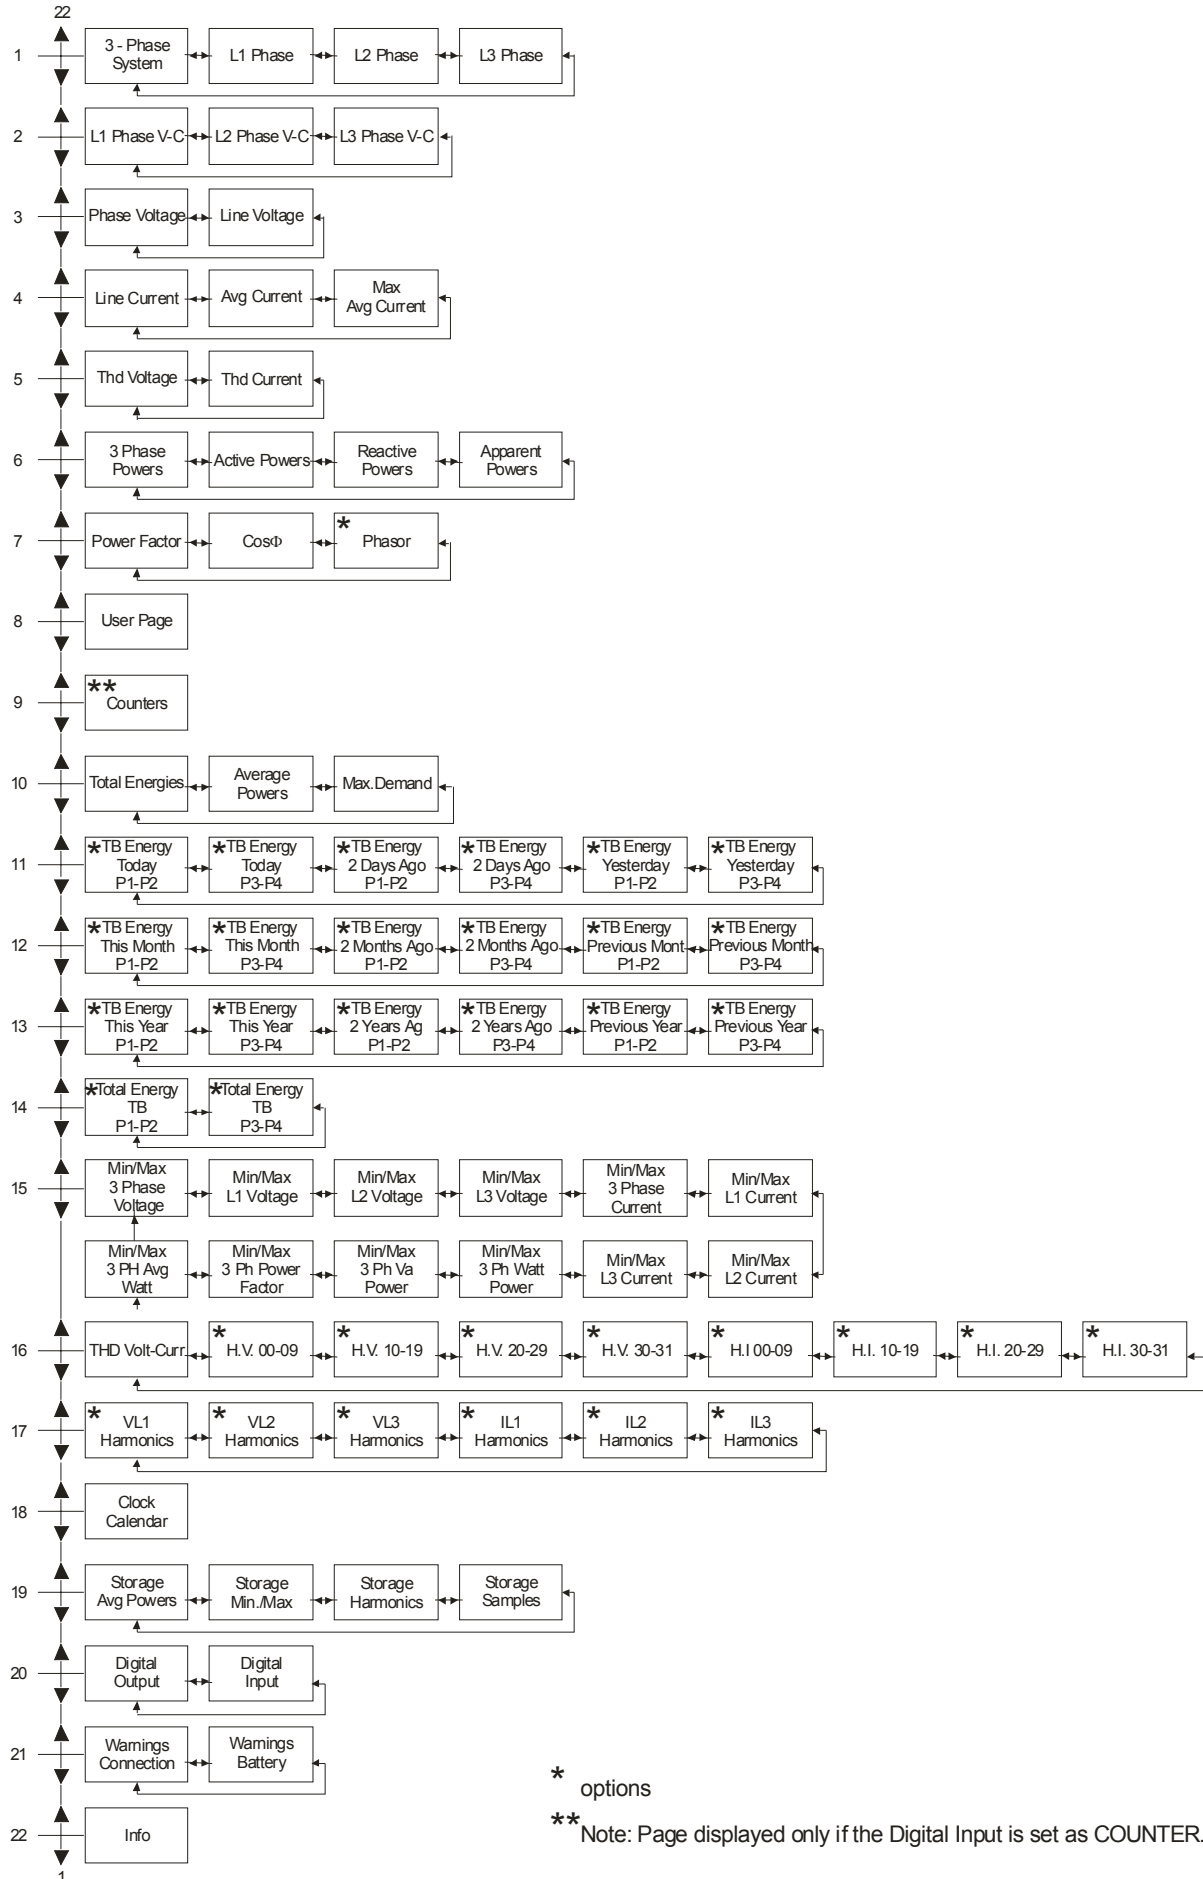 22
1
3 - Phase
System
L1 Phase
L2 Phase
L3 Phase
2
L1 Phase V-C
L2 Phase V-C
L3 Phase V-C
3
Phase Voltage
Line Voltage
4
Line Current
Avg Current
Max
Avg Current
5
Thd Voltage
Thd Current
6
3 Phase
Powers
Active Powers
Reactive
Powers
Apparent
Powers
7
Power Factor
CosΦ
*
Phasor
8
User Page
9
**
Counters
10
Total Energies
Average
Powers
Max.Demand
11
*TB Energy
Today
P1-P2
*TB Energy
Today
P3-P4
*TB Energy
2 Days Ago
P1-P2
*TB Energy
2 Days Ago
P3-P4
*TB Energy
Yesterday
P1-P2
*TB Energy
Yesterday
P3-P4
12
*TB Energy
This Month
P1-P2
*TB Energy
This Month
P3-P4
*TB Energy
2 Months Ago
P1-P2
*TB Energy
2 Months Ago
P3-P4
*TB Energy
Previous Mont
P1-P2
*TB Energy
Previous Month
P3-P4
13
*TB Energy
This Year
P1-P2
*TB Energy
This Year
P3-P4
*TB Energy
2 Years Ag
P1-P2
*TB Energy
2 Years Ago
P3-P4
*TB Energy
Previous Year
P1-P2
*TB Energy
Previous Year
P3-P4
14
*Total Energy
TB
P1-P2
*Total Energy
TB
P3-P4
15
Min/Max
3 Phase
Voltage
Min/Max
L1 Voltage
Min/Max
L2 Voltage
Min/Max
L3 Voltage
Min/Max
3 Phase
Current
Min/Max
L1 Current
Min/Max
3 PH Avg
Watt
Min/Max
3 Ph Power
Factor
Min/Max
3 Ph Va
Power
Min/Max
3 Ph Watt
Power
Min/Max
L3 Current
Min/Max
L2 Current
16
THD Volt-Curr.
*
H.V. 00-09
*
H.V. 10-19
*
H.V. 20-29
*
H.V. 30-31
*
H.I 00-09
*
H.I. 10-19
*
H.I. 20-29
*
H.I. 30-31
17
*
VL1
Harmonics
*
VL2
Harmonics
*
VL3
Harmonics
*
IL1
Harmonics
*
IL2
Harmonics
*
IL3
Harmonics
18
Clock
Calendar
19
Storage
Avg Powers
Storage
Min./Max
Storage
Harmonics
Storage
Samples
20
Digital
Output
Digital
Input
21
Warnings
Connection
Warnings
Battery
22
Info
1
* options
**Note: Page displayed only if the Digital Input is set as COUNTER.